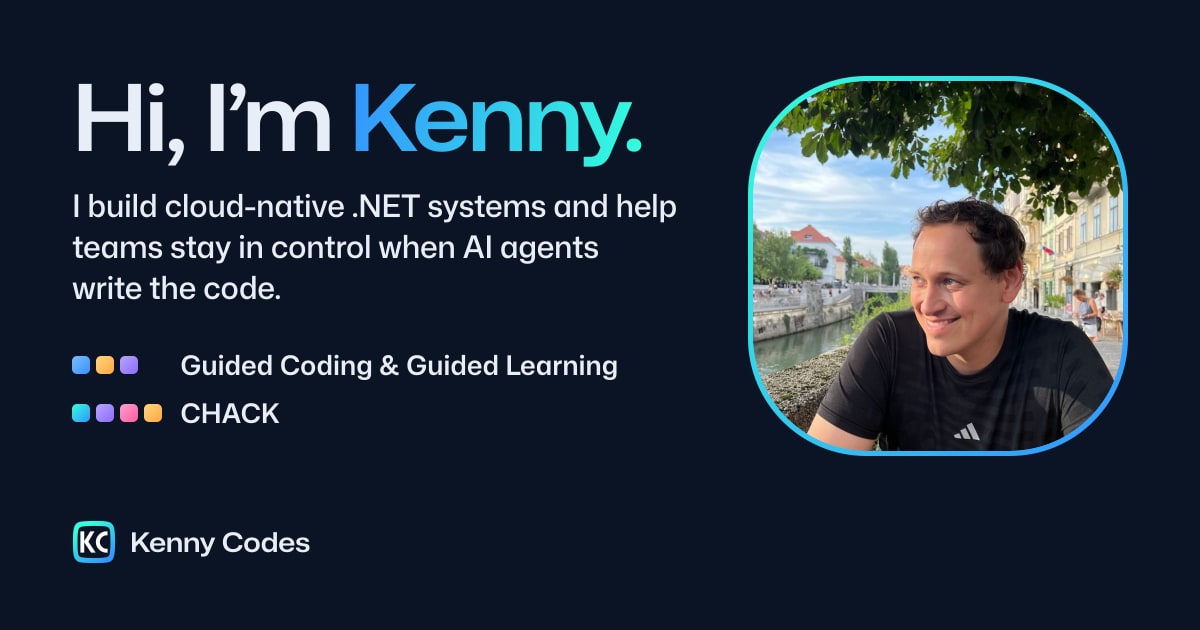 Hi, I’m Kenny.
I build cloud-native .NET systems and help
teams stay in control when AI agents
write the code.
Guided Coding & Guided Learning
CHACK
KC Kenny Codes